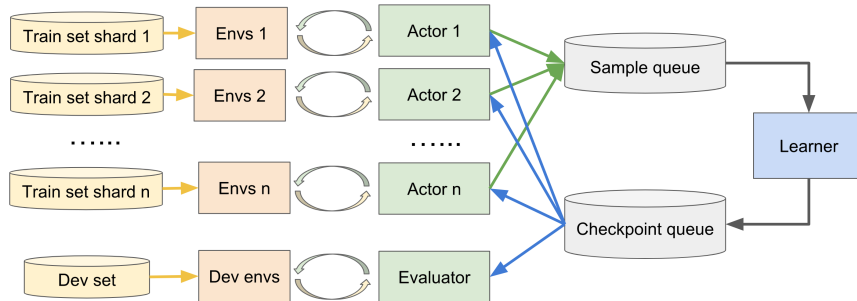 Train set shard 1
Envs 1
Actor 1
Sample queue
Train set shard 2
Envs 2
Actor 2
......
......
Learner
Train set shard n
Envs n
Actor n
Checkpoint queue
Dev set
Dev envs
Evaluator